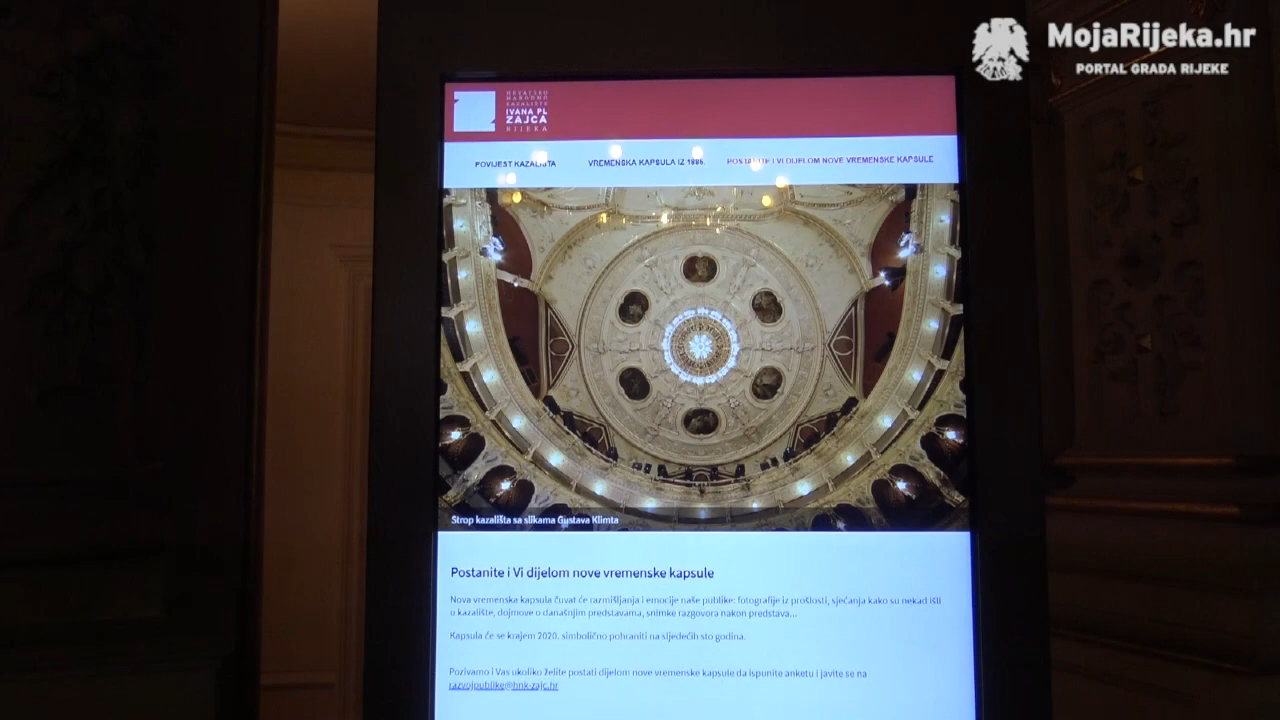 MojaRijeka.hr
PORTAL GRADA RIJEKE
HRVATSKO
NARODNO
KAZALIŠTE
IVANA PL
ZAJCA
RIJEKA
POVIJEST KAZALIŠTA
VREMENSKA KAPSULA IZ 1885.
POSTANITE I VI DIJELOM NOVE VREMENSKE KAPSULE
Strop kazališta sa slikama Gustava Klimta
Postanite i Vi dijelom nove vremenske kapsule
Nova vremenska kapsula čuvat će razmišljanja i emocije naše publike: fotografije iz prošlosti, sjećanja kako su nekad išli
u kazalište, dojmove o današnjim predstavama, snimke razgovora nakon predstava...
Kapsula će se krajem 2020. simbolično pohraniti na sljedećih sto godina.
Pozivamo i Vas ukoliko želite postati dijelom nove vremenske kapsule da ispunite anketu i javite se na
razvojpublike@hnk-zajc.hr